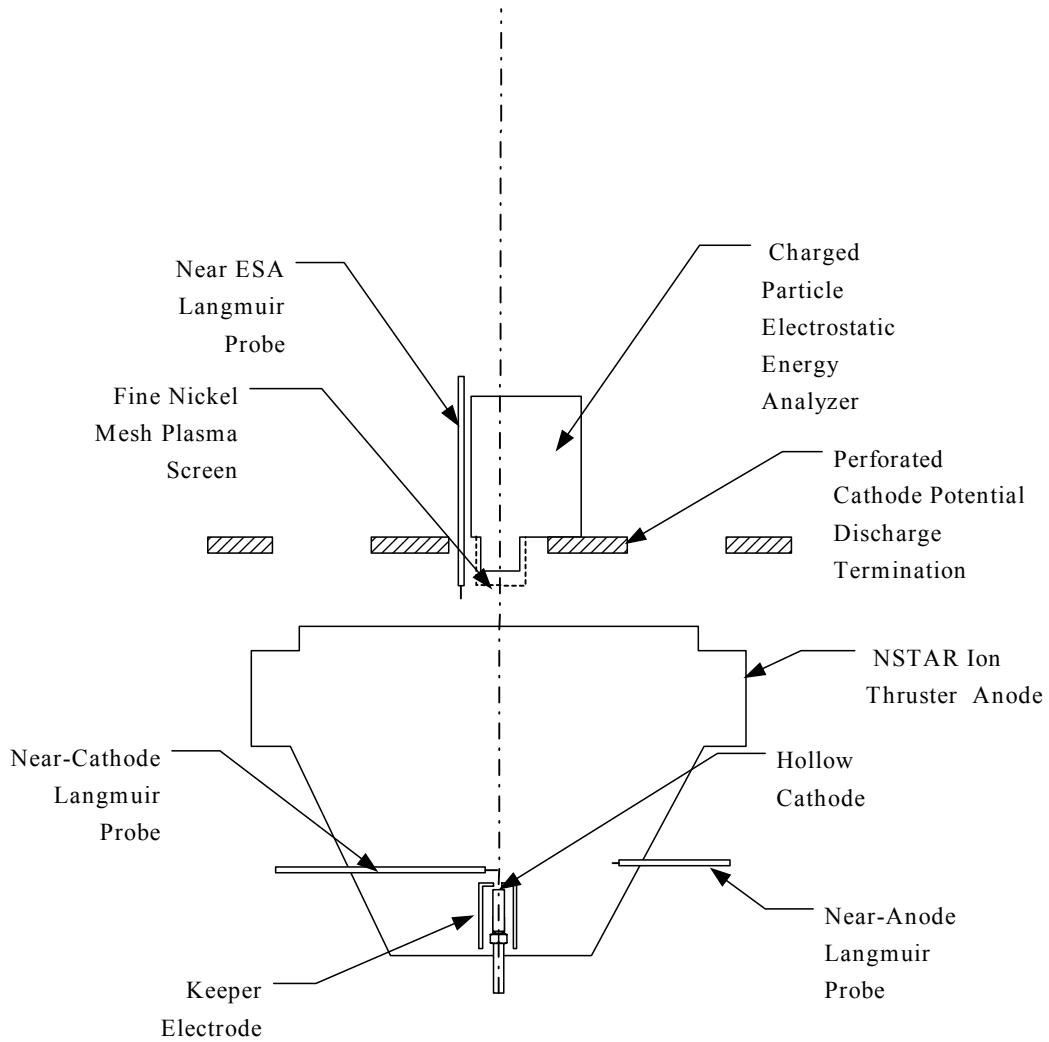 Near ESA
Langmuir
Probe
Fine Nickel
Mesh Plasma
Screen
Charged
Particle
Electrostatic
Energy
Analyzer
Perforated
Cathode Potential
Discharge
Termination
NSTAR Ion
Thruster Anode
Near-Cathode
Langmuir
Probe
Hollow
Cathode
Near-Anode
Langmuir
Probe
Keeper
Electrode